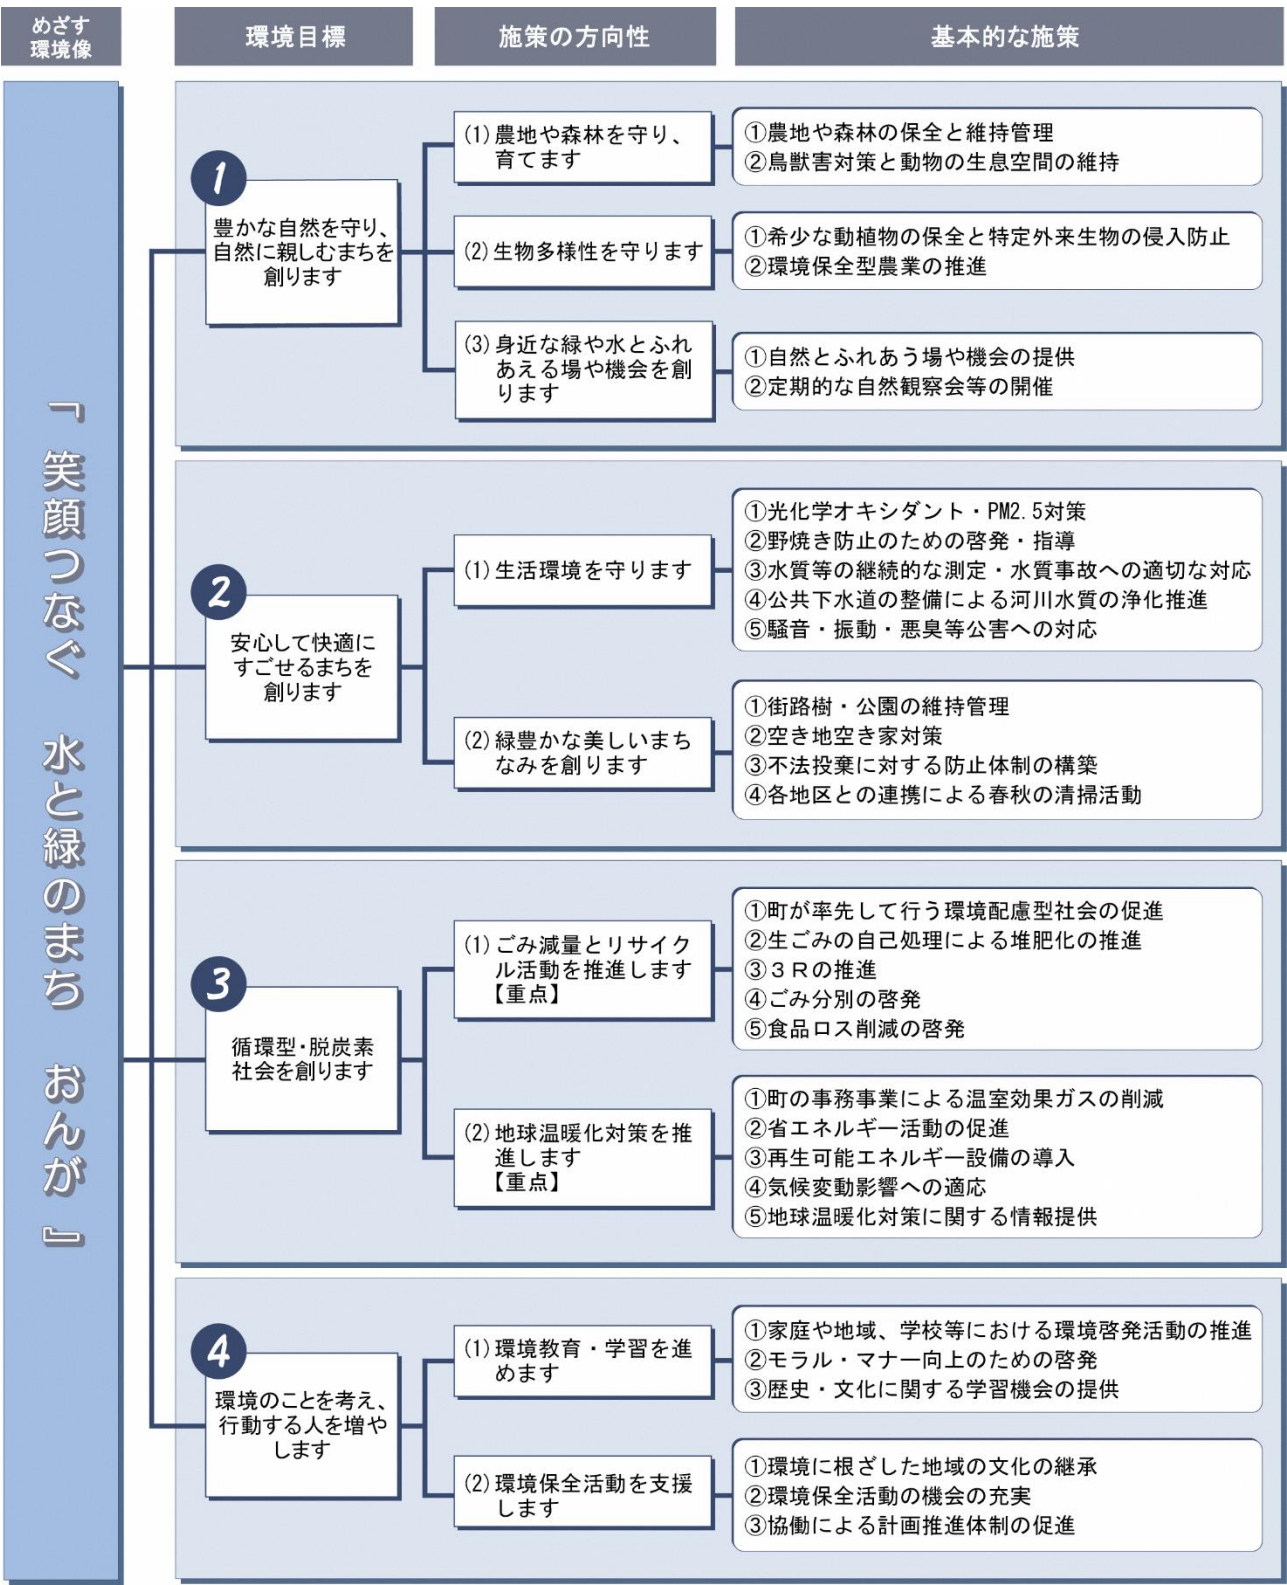 めざす
環境像
環境目標
施策の方向性
基本的な施策
『 笑顔つなぐ 水と緑のまち おんが 』
1
豊かな自然を守り、
自然に親しむまちを
創ります
(1) 農地や森林を守り、
育てます
①農地や森林の保全と維持管理
②鳥獣害対策と動物の生息空間の維持
(2) 生物多様性を守ります
①希少な動植物の保全と特定外来生物の侵入防止
②環境保全型農業の推進
(3) 身近な緑や水とふれ
あえる場や機会を創
ります
①自然とふれあう場や機会の提供
②定期的な自然観察会等の開催
2
安心して快適に
すごせるまちを
創ります
(1) 生活環境を守ります
①光化学オキシダント・PM2.5対策
②野焼き防止のための啓発・指導
③水質等の継続的な測定・水質事故への適切な対応
④公共下水道の整備による河川水質の浄化推進
⑤騒音・振動・悪臭等公害への対応
(2) 緑豊かな美しいまち
なみを創ります
①街路樹・公園の維持管理
②空き地空き家対策
③不法投棄に対する防止体制の構築
④各地区との連携による春秋の清掃活動
3
循環型・脱炭素
社会を創ります
(1) ごみ減量とリサイク
ル活動を推進します
【重点】
①町が率先して行う環境配慮型社会の促進
②生ごみの自己処理による堆肥化の推進
③３Ｒの推進
④ごみ分別の啓発
⑤食品ロス削減の啓発
(2) 地球温暖化対策を推
進します
【重点】
①町の事務事業による温室効果ガスの削減
②省エネルギー活動の促進
③再生可能エネルギー設備の導入
④気候変動影響への適応
⑤地球温暖化対策に関する情報提供
4
環境のことを考え、
行動する人を増や
します
(1) 環境教育・学習を進
めます
①家庭や地域、学校等における環境啓発活動の推進
②モラル・マナー向上のための啓発
③歴史・文化に関する学習機会の提供
(2) 環境保全活動を支援
します
①環境に根ざした地域の文化の継承
②環境保全活動の機会の充実
③協働による計画推進体制の促進